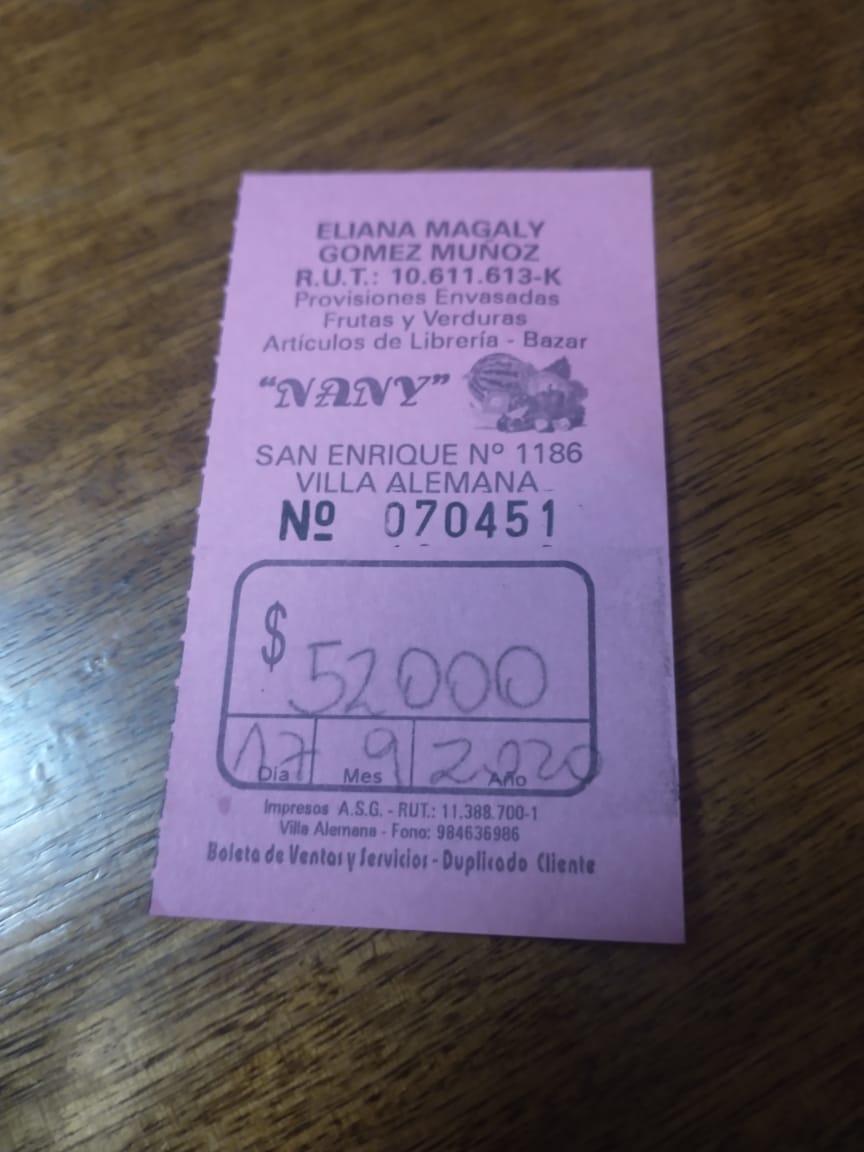 ELIANA MAGALY
GOMEZ MUÑOZ
R.U.T.: 10.611.613-K
Provisiones Envasadas
Frutas y Verduras
Artículos de Librería - Bazar
"NANY"
SAN ENRIQUE Nº 1186
VILLA ALEMANA
Nº 070451
$ 52000
17 9 2020
Día Mes Año
Impresos A.S.G. - RUT.: 11.388.700-1
Villa Alemana - Fono: 984636986
Boleta de Ventas y Servicios - Duplicado Cliente